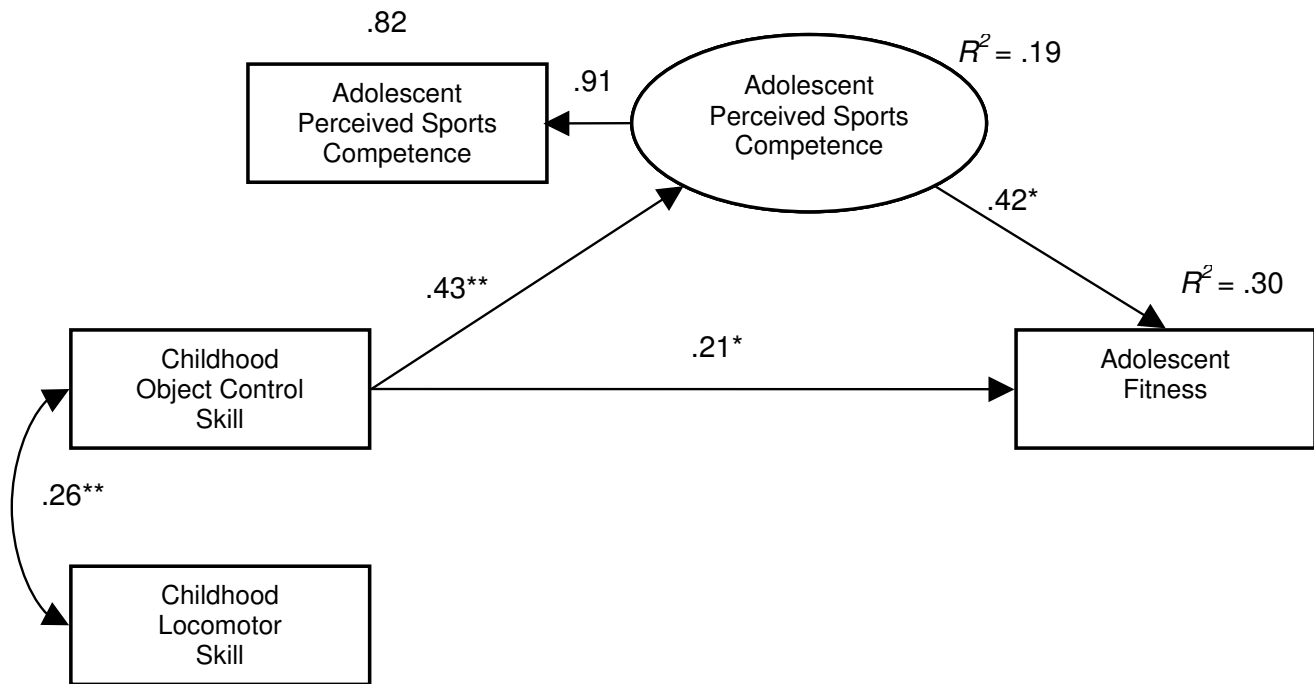 .82
R² = .19
Adolescent
Perceived Sports
Competence
.91
Adolescent
Perceived Sports
Competence
.42*
.43**
R² = .30
.21*
Childhood
Object Control
Skill
Adolescent
Fitness
.26**
Childhood
Locomotor
Skill